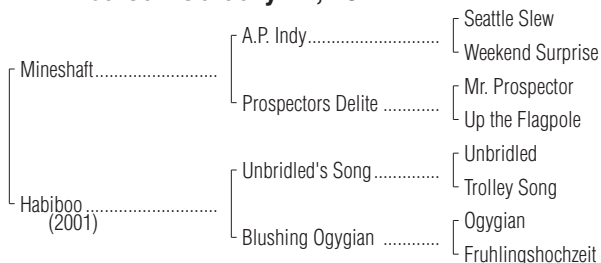 Seattle Slew
A.P. Indy
Weekend Surprise
Mineshaft
Mr. Prospector
Prospectors Delite
Up the Flagpole
Unbridled
Unbridled's Song
Trolley Song
Habiboo
(2001)
Ogygian
Blushing Ogygian
Fruhlingshochzeit